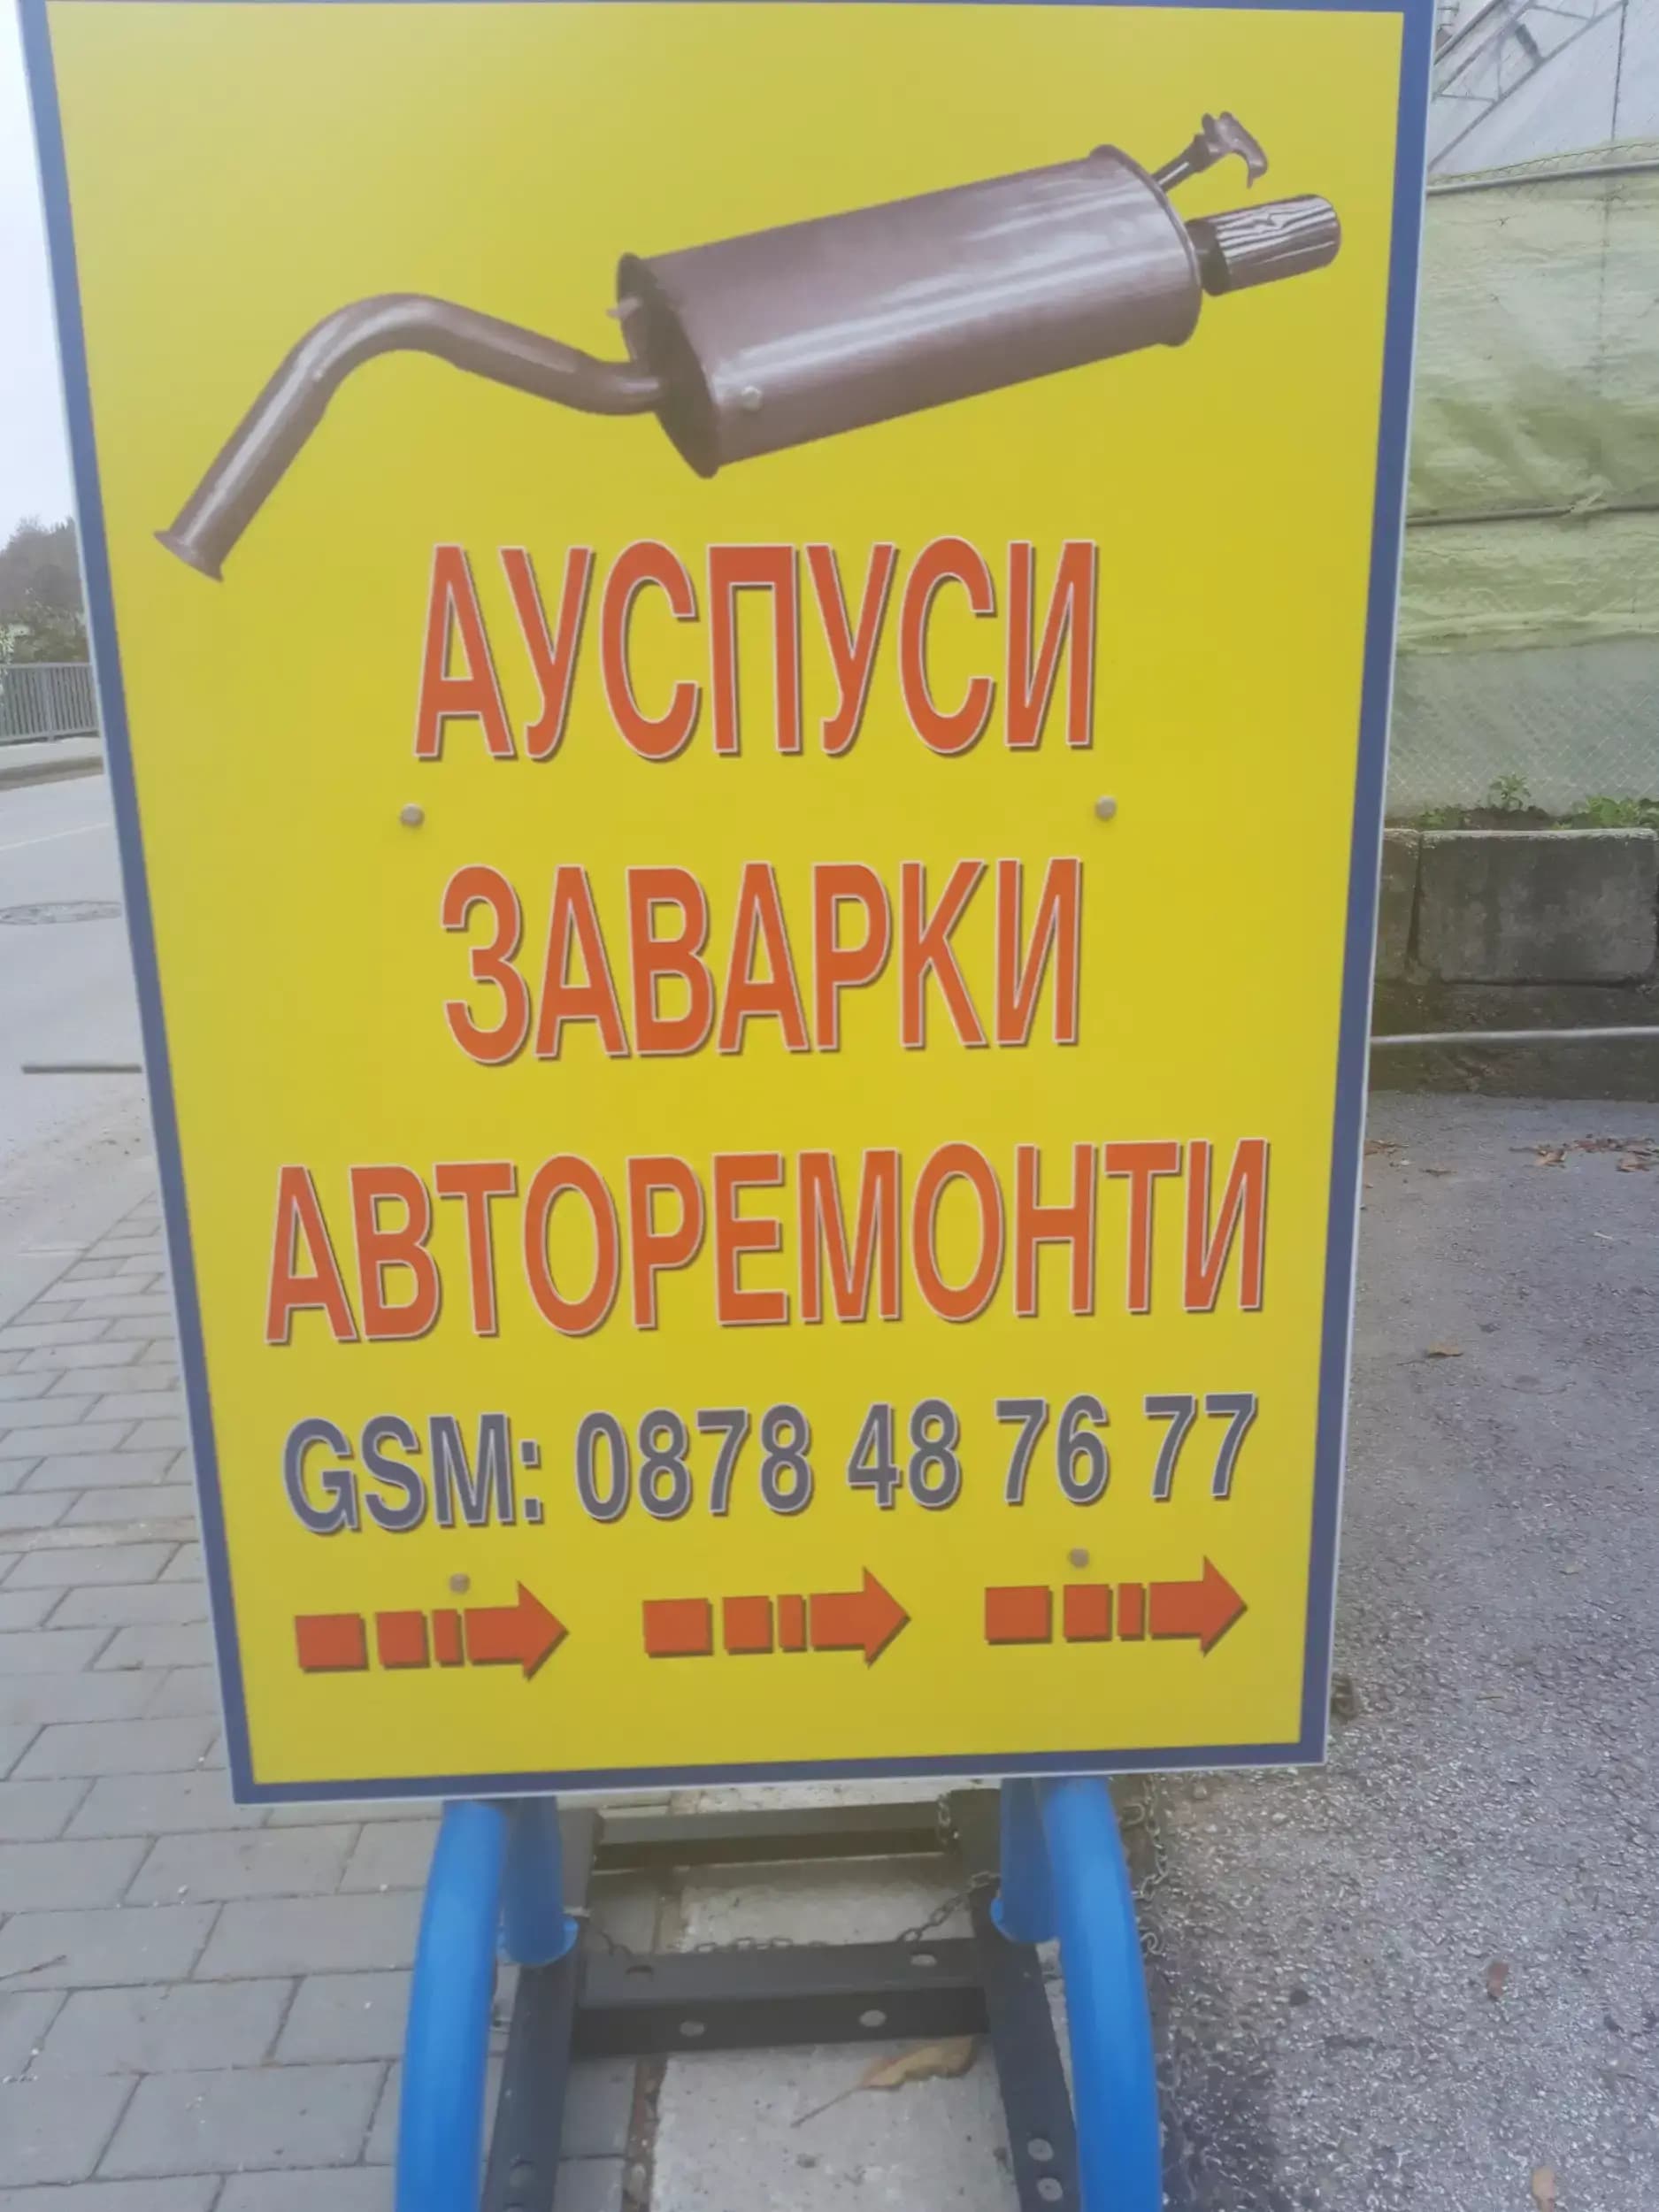 АУСПУСИ
ЗАВАРКИ
АВТОРЕМОНТИ
GSM: 0878 48 76 77